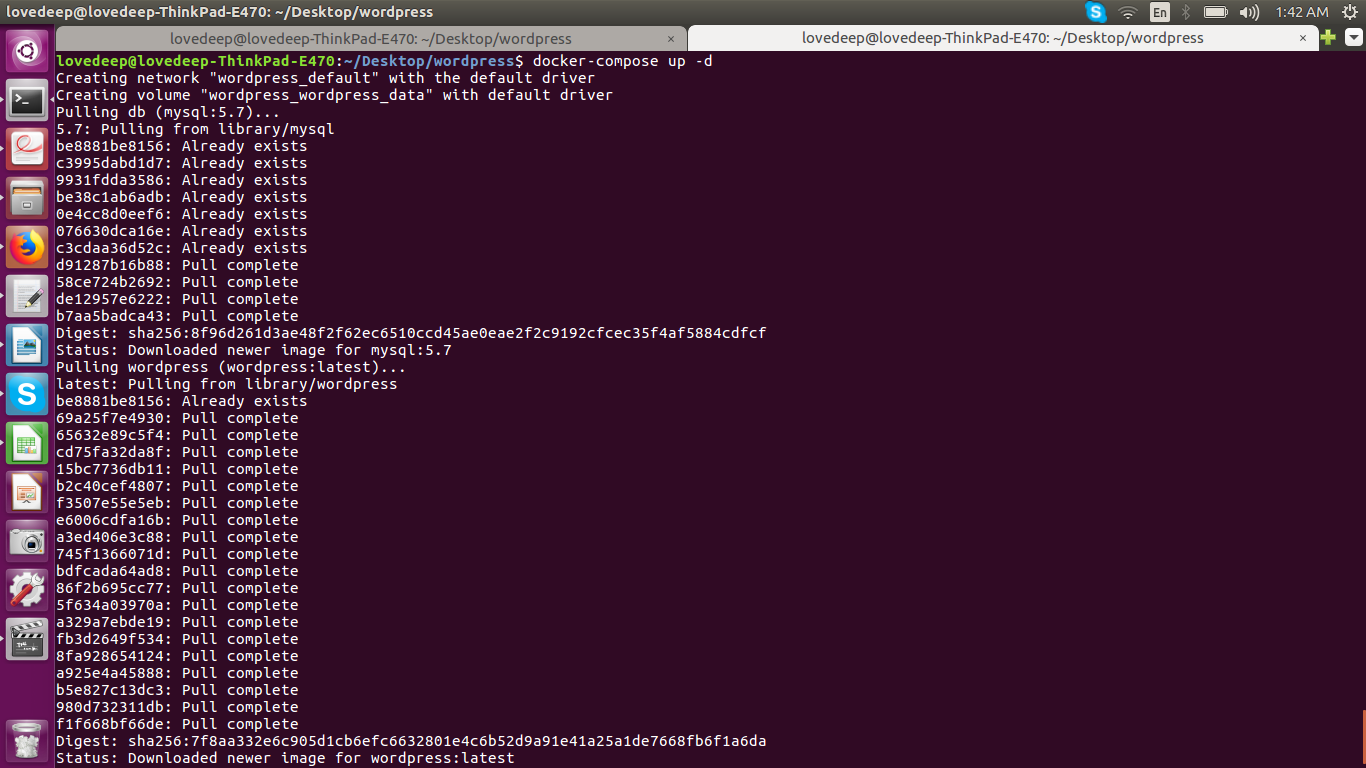 lovedeep@lovedeep-ThinkPad-E470: ~/Desktop/wordpress
En
1:42 AM
lovedeep@lovedeep-ThinkPad-E470: ~/Desktop/wordpress ×
lovedeep@lovedeep-ThinkPad-E470: ~/Desktop/wordpress ×
lovedeep@lovedeep-ThinkPad-E470:~/Desktop/wordpress$ docker-compose up -d
Creating network "wordpress_default" with the default driver
Creating volume "wordpress_wordpress_data" with default driver
Pulling db (mysql:5.7)...
5.7: Pulling from library/mysql
be8881be8156: Already exists
c3995dabd1d7: Already exists
9931fdda3586: Already exists
be38c1ab6adb: Already exists
0e4cc8d0eef6: Already exists
076630dca16e: Already exists
c3cdaa36d52c: Already exists
d91287b16b88: Pull complete
58ce724b2692: Pull complete
de12957e6222: Pull complete
b7aa5badca43: Pull complete
Digest: sha256:8f96d261d3ae48f2f62ec6510ccd45ae0eae2f2c9192cfcec35f4af5884cdfcf
Status: Downloaded newer image for mysql:5.7
Pulling wordpress (wordpress:latest)...
latest: Pulling from library/wordpress
be8881be8156: Already exists
69a25f7e4930: Pull complete
65632e89c5f4: Pull complete
cd75fa32da8f: Pull complete
15bc7736db11: Pull complete
b2c40cef4807: Pull complete
f3507e55e5eb: Pull complete
e6006cdfa16b: Pull complete
a3ed406e3c88: Pull complete
745f1366071d: Pull complete
bdfcada64ad8: Pull complete
86f2b695cc77: Pull complete
5f634a03970a: Pull complete
a329a7ebde19: Pull complete
fb3d2649f534: Pull complete
8fa928654124: Pull complete
a925e4a45888: Pull complete
b5e827c13dc3: Pull complete
980d732311db: Pull complete
f1f668bf66de: Pull complete
Digest: sha256:7f8aa332e6c905d1cb6efc6632801e4c6b52d9a91e41a25a1de7668fb6f1a6da
Status: Downloaded newer image for wordpress:latest